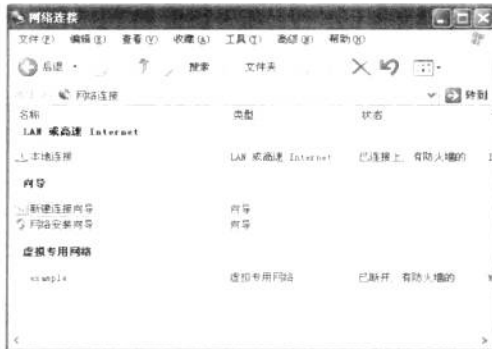 网络连接
文件(F) 编辑(E) 查看(V) 收藏(A) 工具(T) 高级(N) 帮助(H)
后退 搜索 文件夹
网络连接 转到
名称 类型 状态
LAN 或高速 Internet
本地连接 LAN 或高速 Internet 已连接上, 有防火墙的
向导
新建连接向导 向导
网络安装向导 向导
虚拟专用网络
example 虚拟专用网络 已断开, 有防火墙的